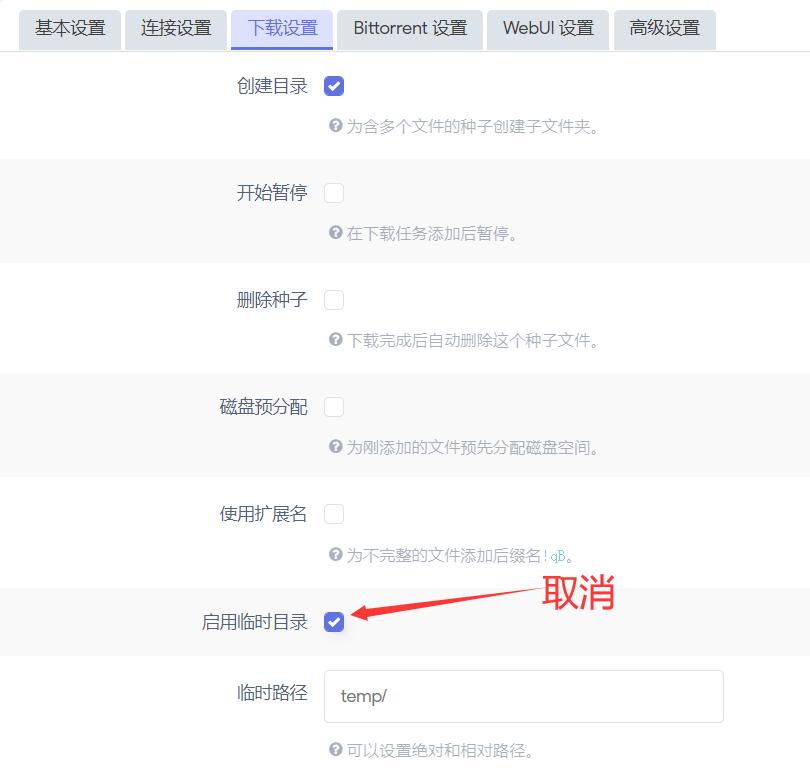 基本设置 连接设置 下载设置 Bittorrent 设置 WebUI 设置 高级设置
创建目录
为含多个文件的种子创建子文件夹。
开始暂停
在下载任务添加后暂停。
删除种子
下载完成后自动删除这个种子文件。
磁盘预分配
为刚添加的文件预先分配磁盘空间。
使用扩展名
为不完整的文件添加后缀名!qB。
取消
启用临时目录
临时路径
temp/
可以设置绝对和相对路径。